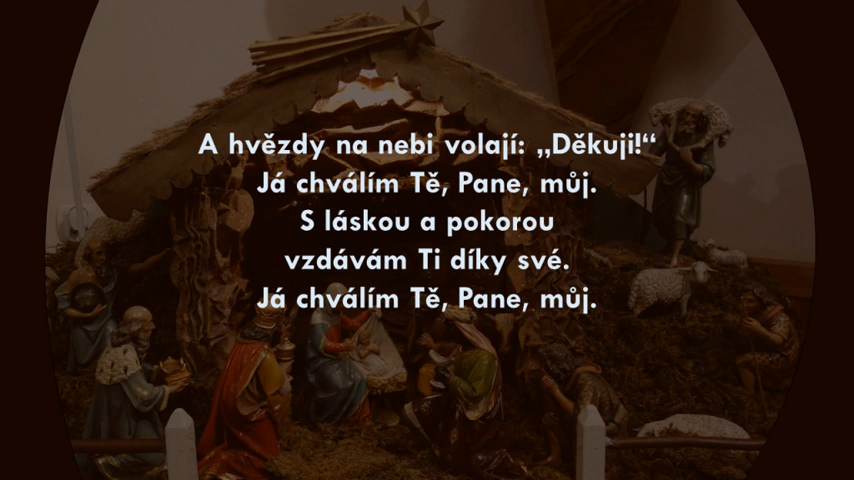 A hvězdy na nebi volají: „Děkuji!“
Já chválím Tě, Pane, můj.
S láskou a pokorou
vzdávám Ti díky své.
Já chválím Tě, Pane, můj.